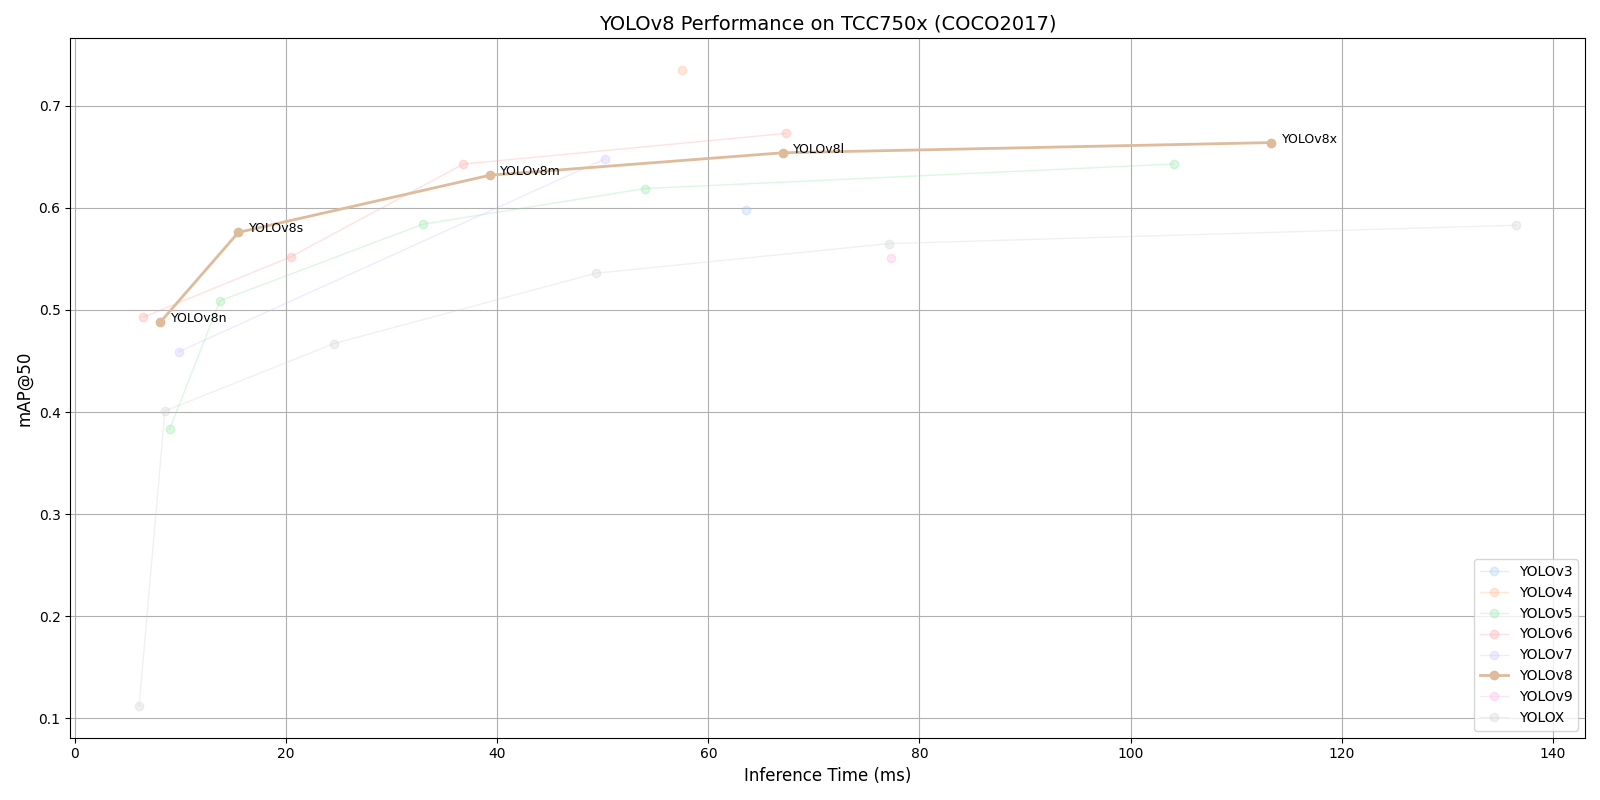 YOLOv8 Performance on TCC750x (COCO2017)
mAP@50
0.7
0.6
0.5
0.4
0.3
0.2
0.1
YOLOv8n
YOLOv8s
YOLOv8m
YOLOv8l
YOLOv8x
YOLOv3
YOLOv4
YOLOv5
YOLOv6
YOLOv7
YOLOv8
YOLOv9
YOLOX
0
20
40
60
80
100
120
140
Inference Time (ms)